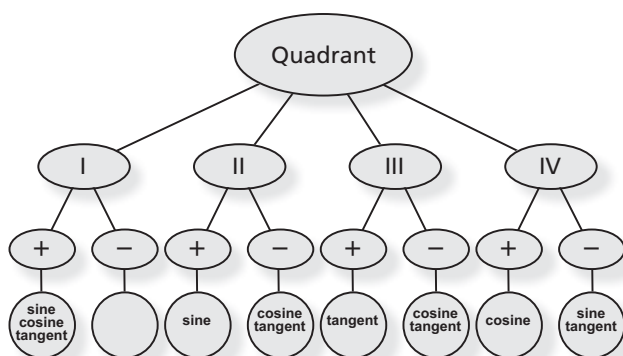 Quadrant
I II III IV
+ − + − + − + −
sine
cosine
tangent
sine
cosine
tangent
tangent
cosine
tangent
cosine
sine
tangent